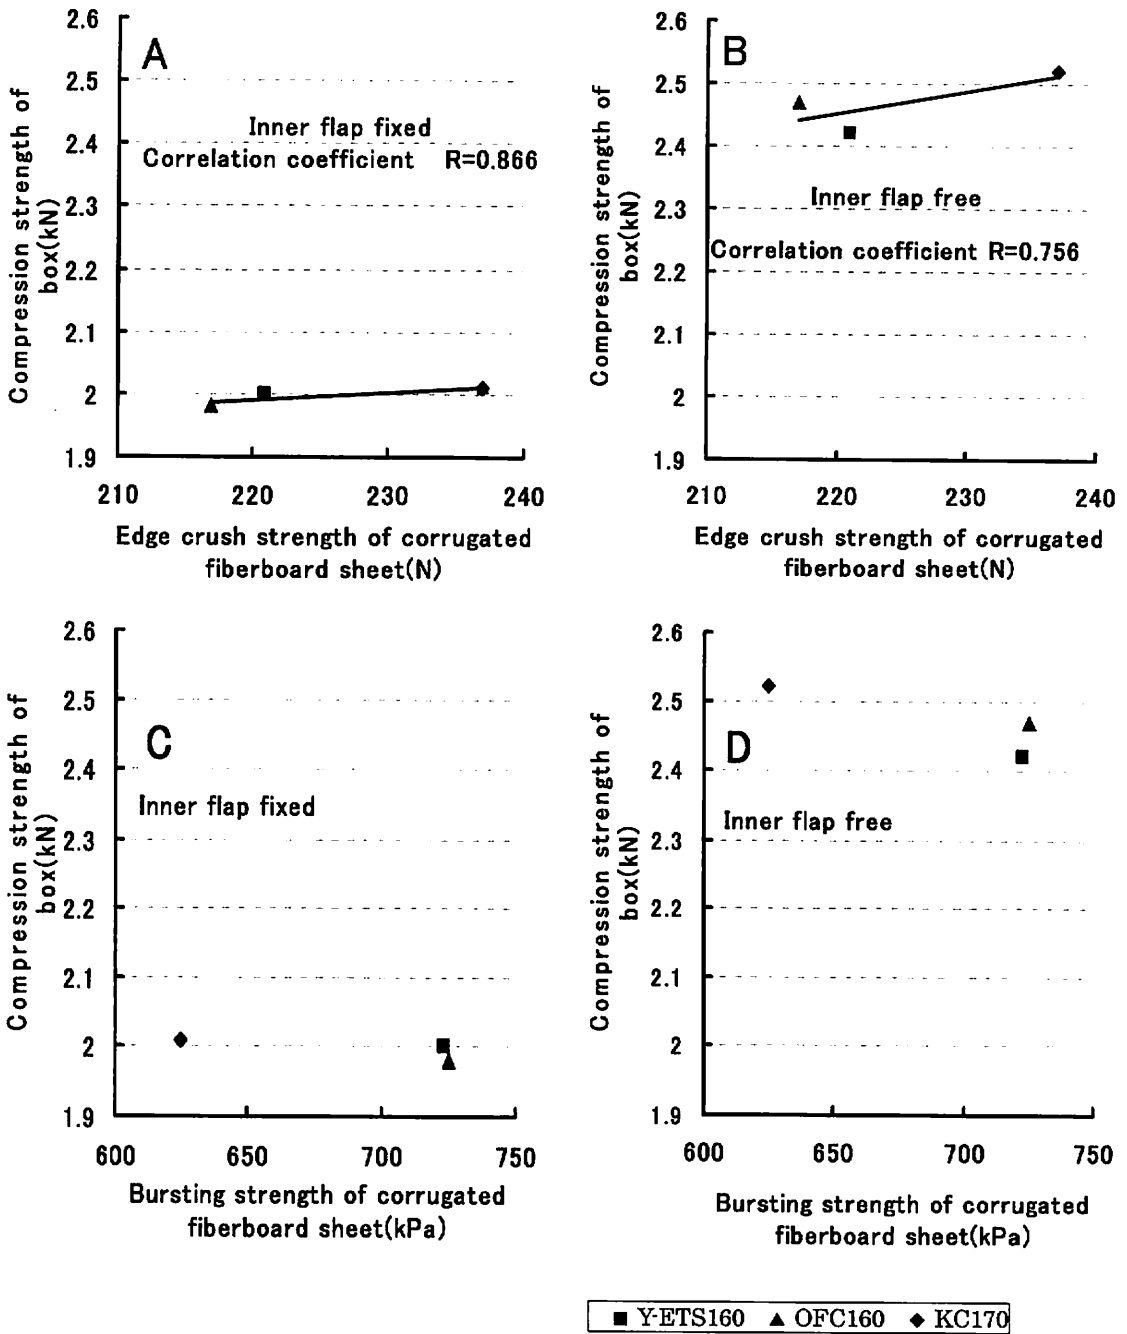 A
2.6
2.5
2.4
2.3
2.2
2.1
2
1.9
Compression strength of
box(kN)
Inner flap fixed
Correlation coefficient R=0.866
210 220 230 240
Edge crush strength of corrugated
fiberboard sheet(N)
B
2.6
2.5
2.4
2.3
2.2
2.1
2
1.9
Compression strength of
box(kN)
Inner flap free
Correlation coefficient R=0.756
210 220 230 240
Edge crush strength of corrugated
fiberboard sheet(N)
C
2.6
2.5
2.4
2.3
2.2
2.1
2
1.9
Compression strength of
box(kN)
Inner flap fixed
600 650 700 750
Bursting strength of corrugated
fiberboard sheet(kPa)
D
2.6
2.5
2.4
2.3
2.2
2.1
2
1.9
Compression strength of
box(kN)
Inner flap free
600 650 700 750
Bursting strength of corrugated
fiberboard sheet(kPa)
Y-ETS160 OFC160 KC170